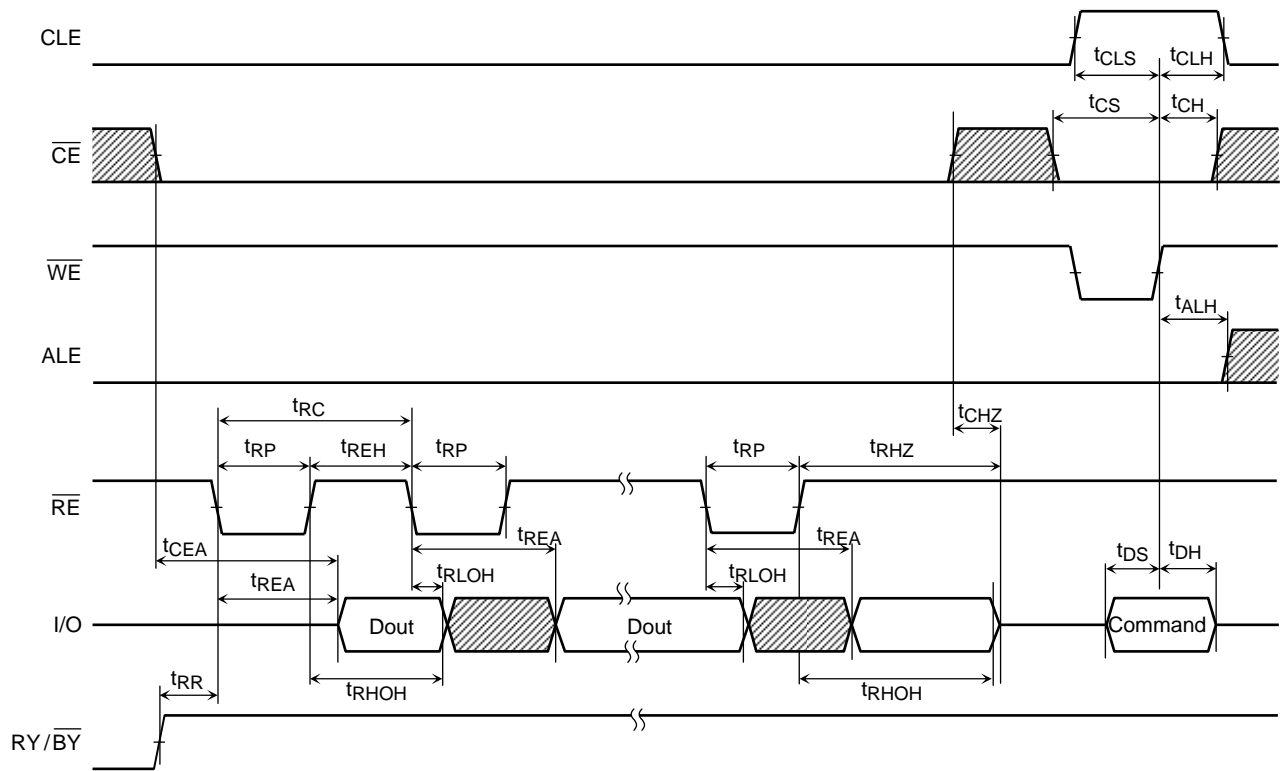 CLE
tCLS tCLH
tCS tCH
CE
WE
tALH
ALE
tRC
tCHZ
tRP tREH tRP tRP tRHZ
RE
tCEA tREA tREA
tREA tRLOH tRLOH tDS tDH
I/O Dout Dout Command
tRR tRHOH tRHOH
RY/BY